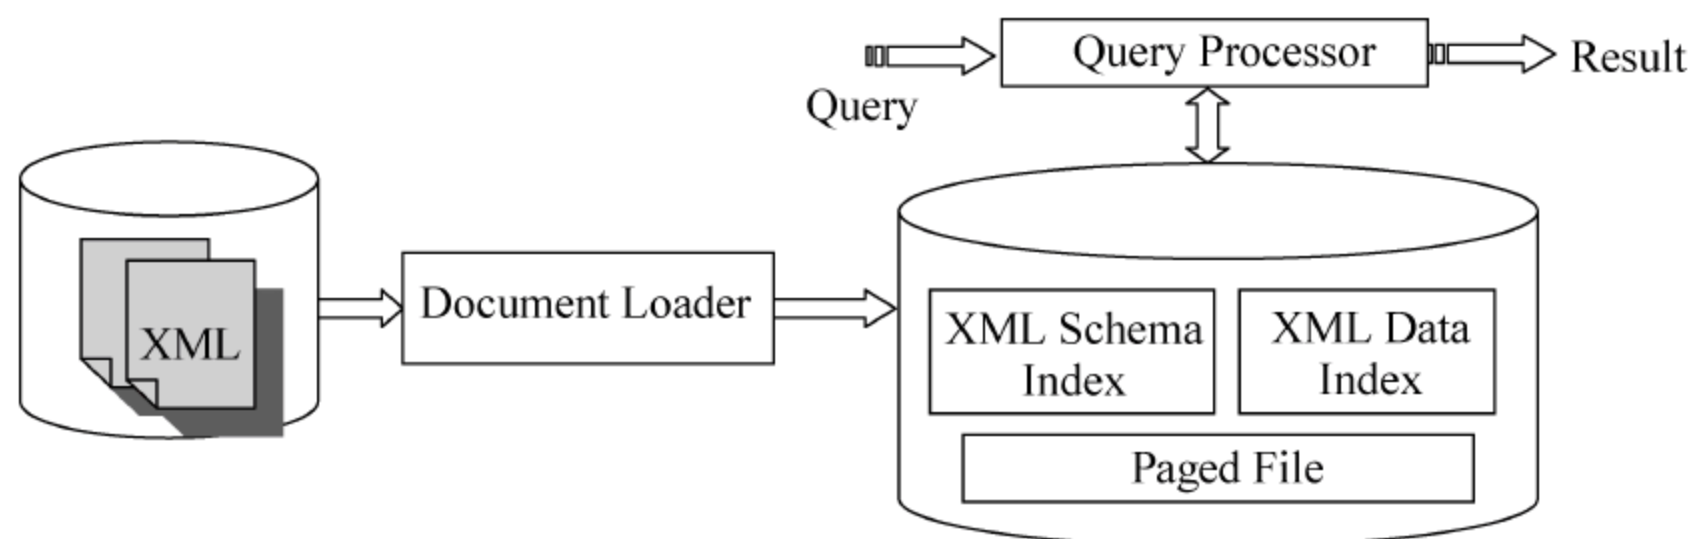 Query Processor
Result
Query
XML
Document Loader
XML Schema
Index
XML Data
Index
Paged File